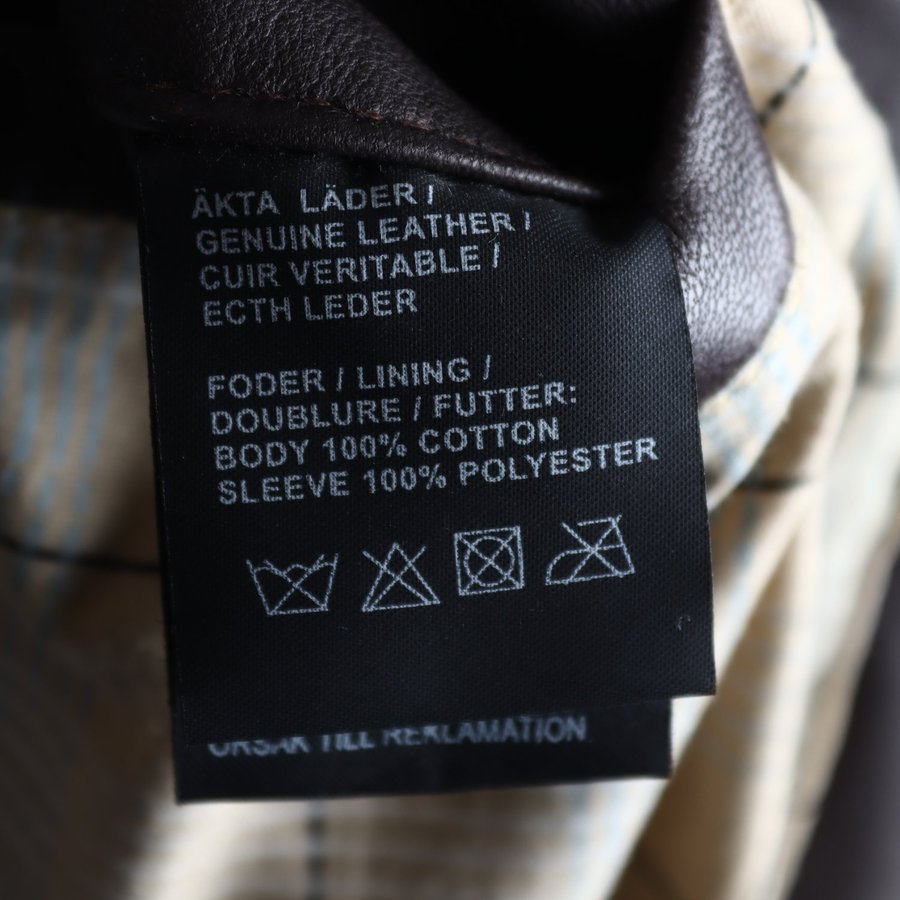 ÄKTA LÄDER /
GENUINE LEATHER /
CUIR VERITABLE /
ECTH LEDER
FODER / LINING /
DOUBLURE / FUTTER:
BODY 100% COTTON
SLEEVE 100% POLYESTER
ORSAK TILL REKLAMATION